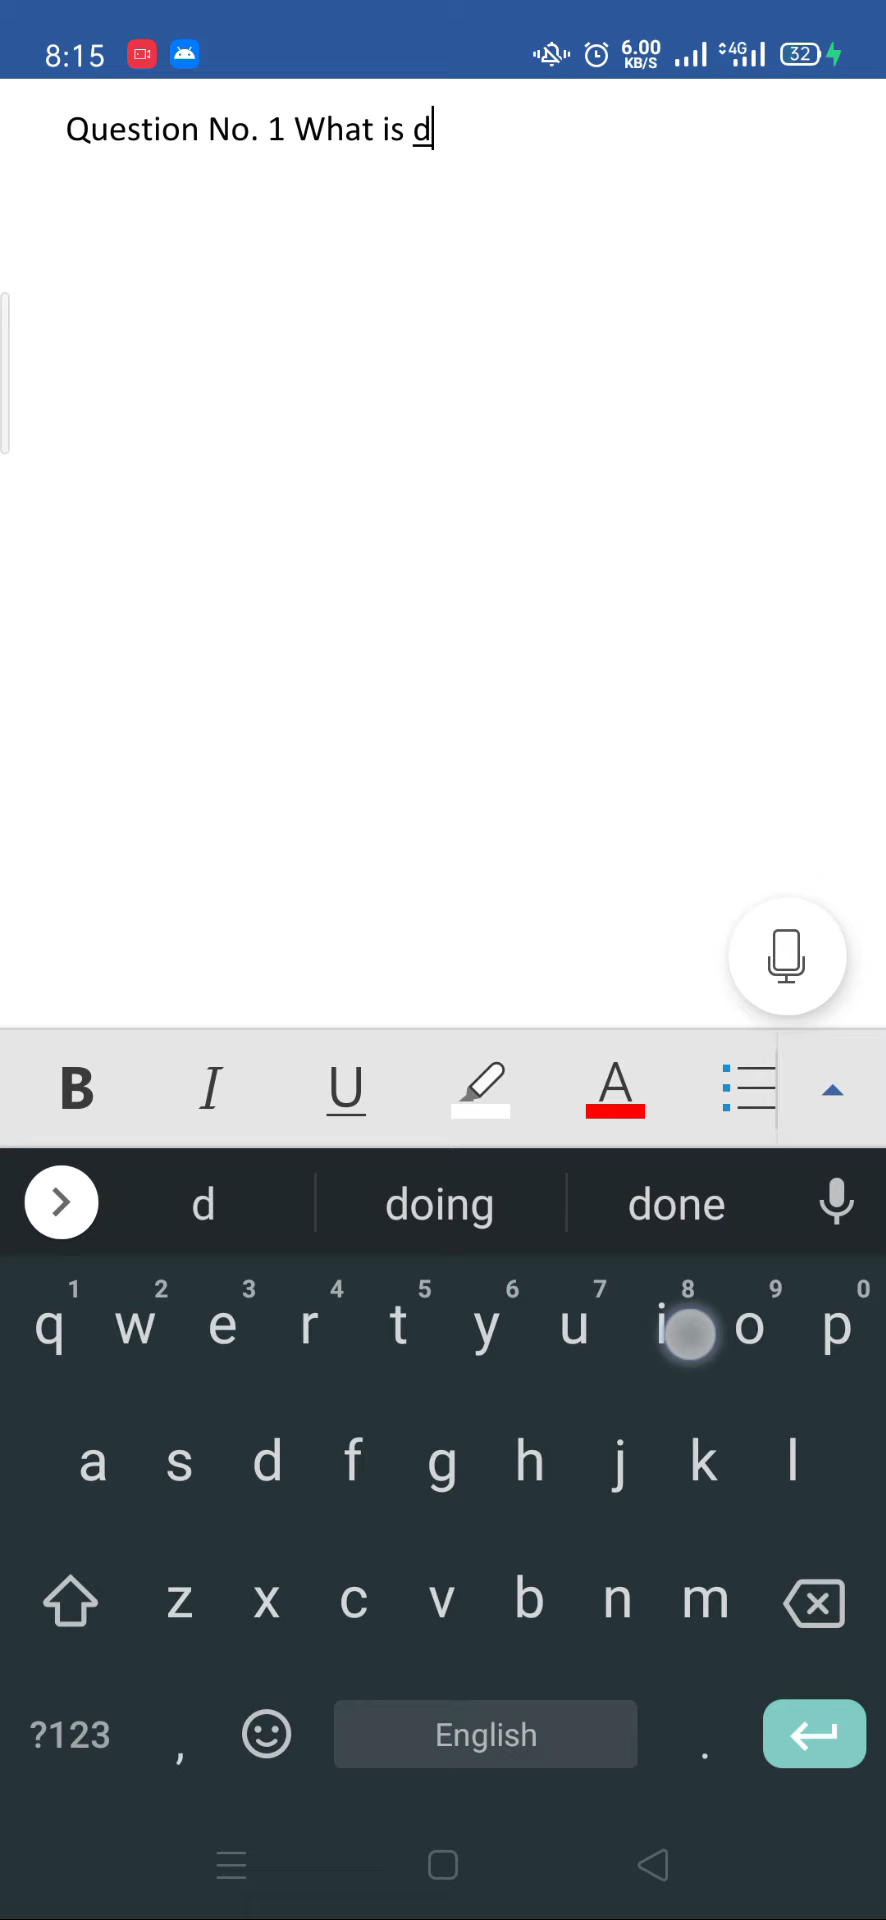 8:15 6.00 KB/S 4G 32
Question No. 1 What is d
B I U A
d doing done
1 2 3 4 5 6 7 8 9 0
q w e r t y u i o p
a s d f g h j k l
z x c v b n m
?123 , English .